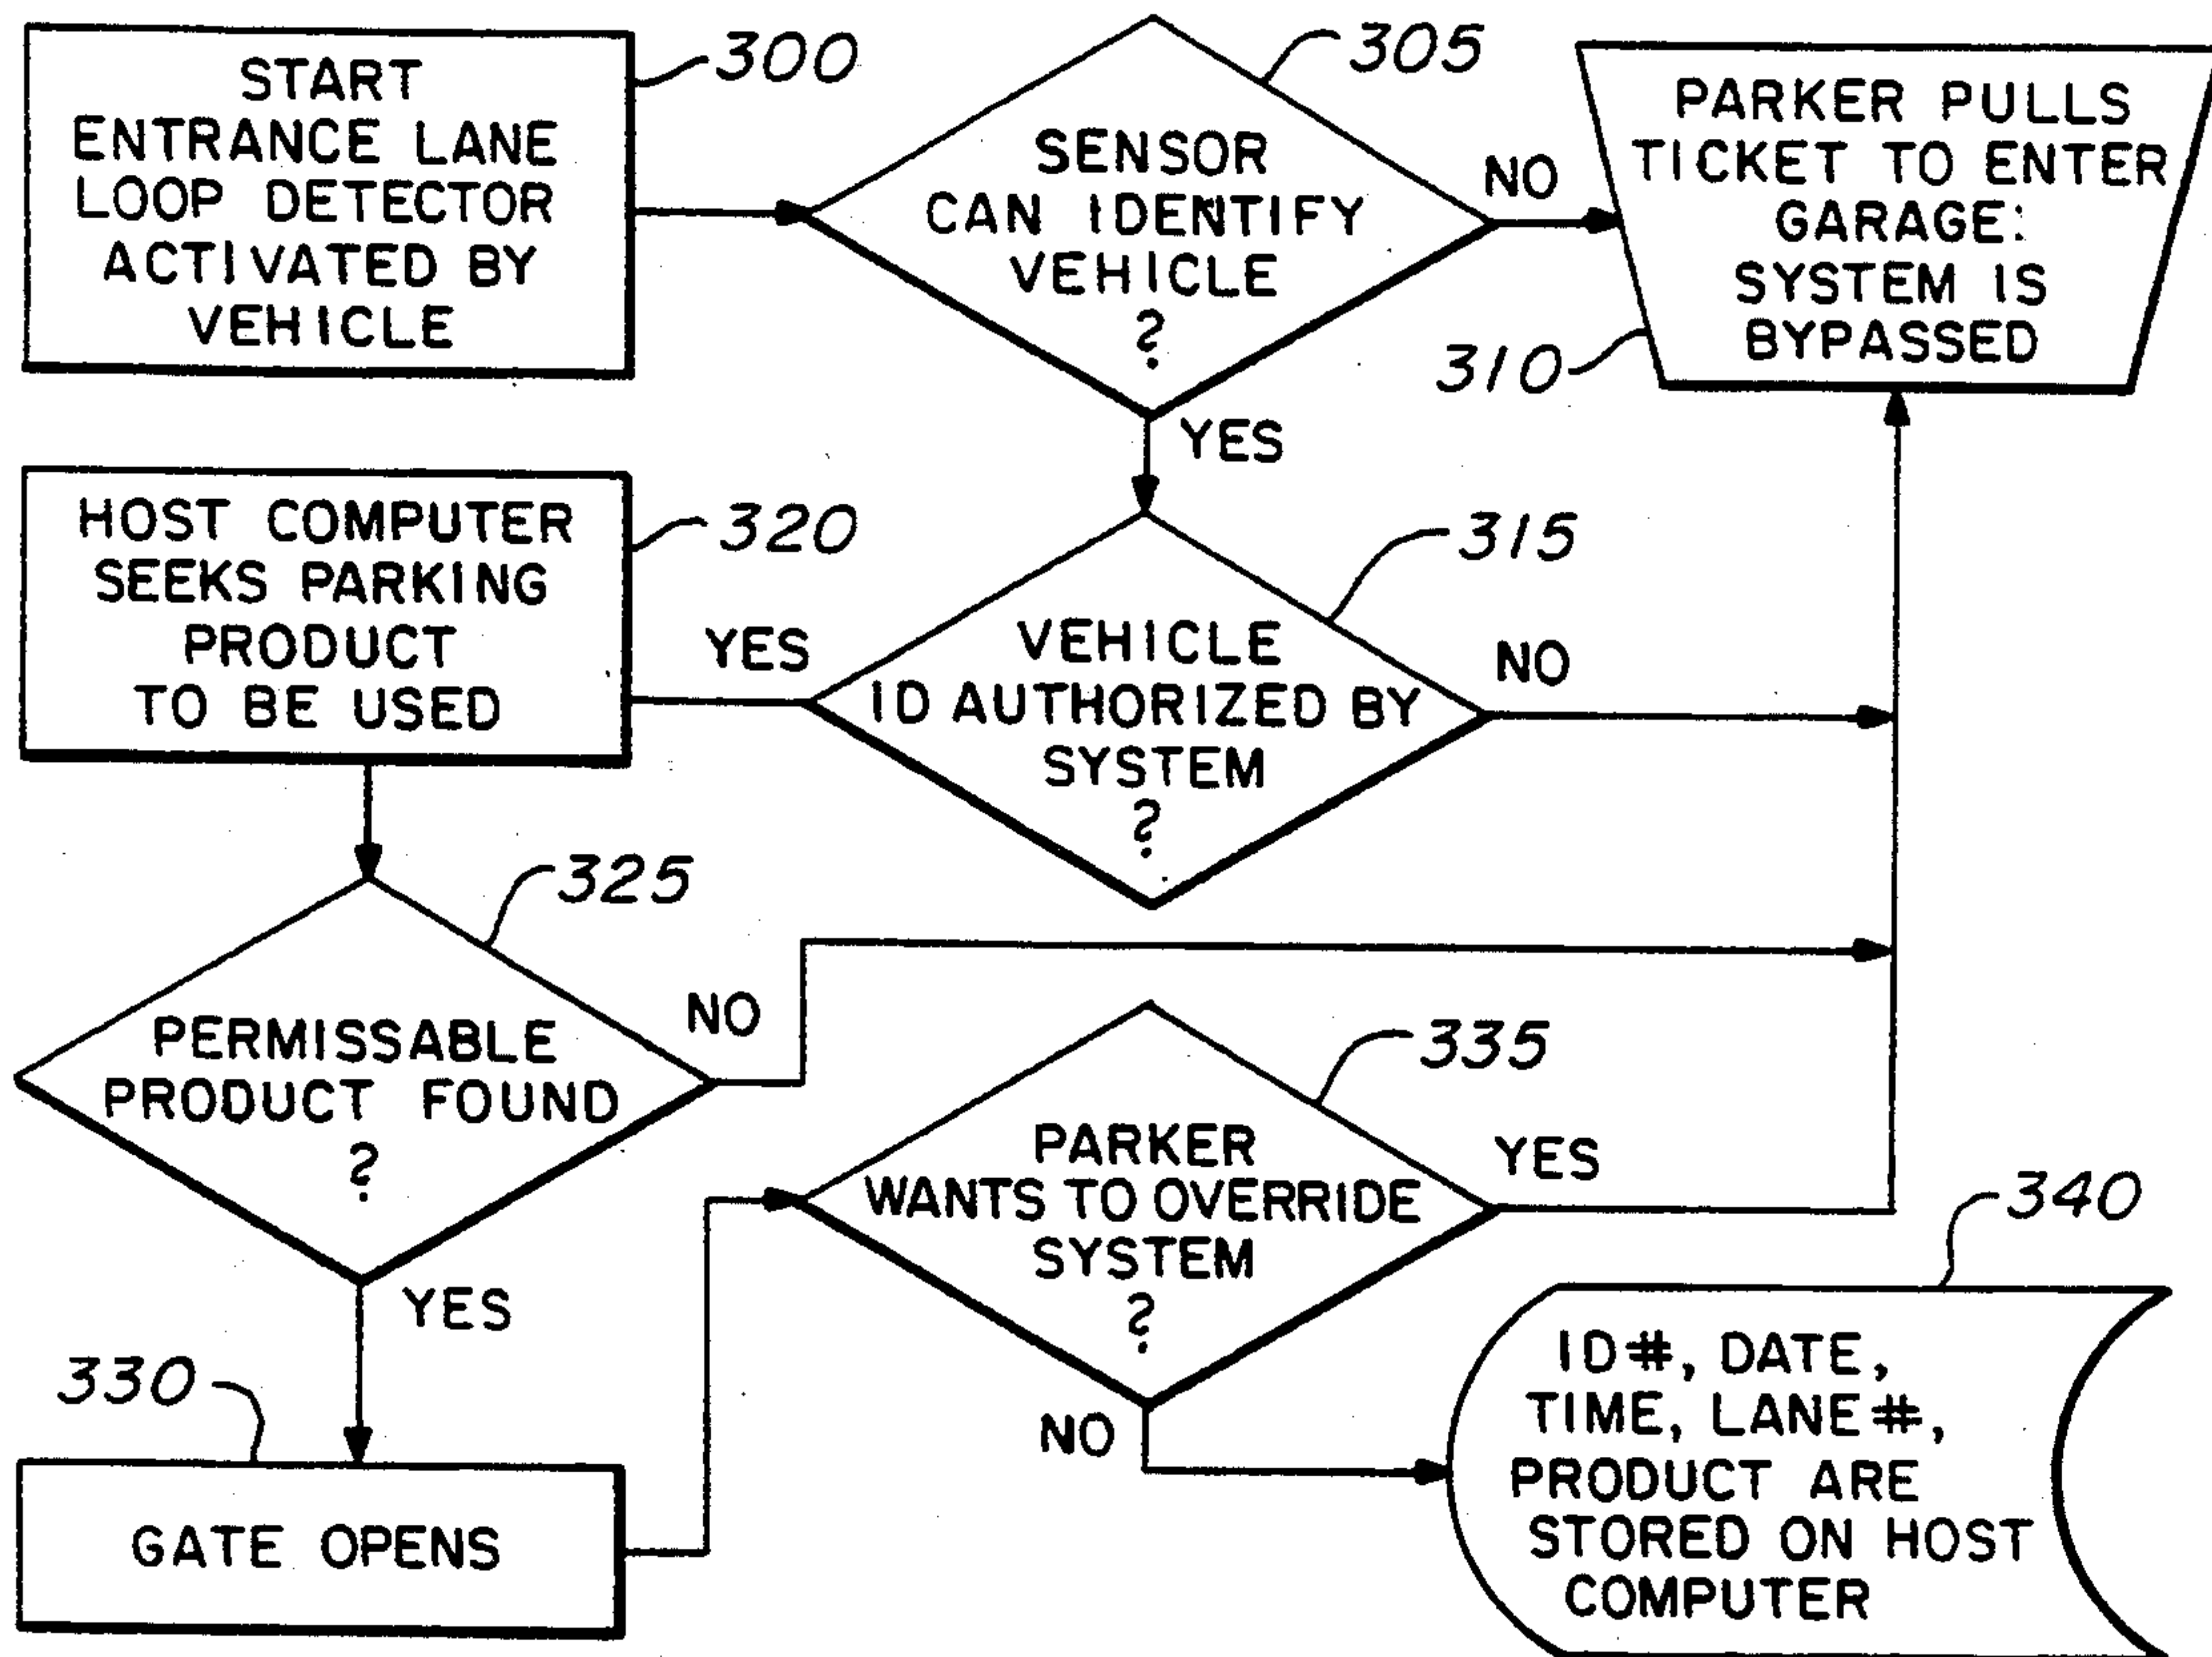 START
ENTRANCE LANE
LOOP DETECTOR
ACTIVATED BY
VEHICLE
300
SENSOR
CAN IDENTIFY
VEHICLE
?
305
NO
YES
PARKER PULLS
TICKET TO ENTER
GARAGE:
SYSTEM IS
BYPASSED
310
HOST COMPUTER
SEEKS PARKING
PRODUCT
TO BE USED
320
YES
VEHICLE
ID AUTHORIZED BY
SYSTEM
?
315
NO
PERMISSABLE
PRODUCT FOUND
?
325
NO
YES
PARKER
WANTS TO OVERRIDE
SYSTEM
?
335
YES
NO
330
GATE OPENS
340
ID#, DATE,
TIME, LANE#,
PRODUCT ARE
STORED ON HOST
COMPUTER